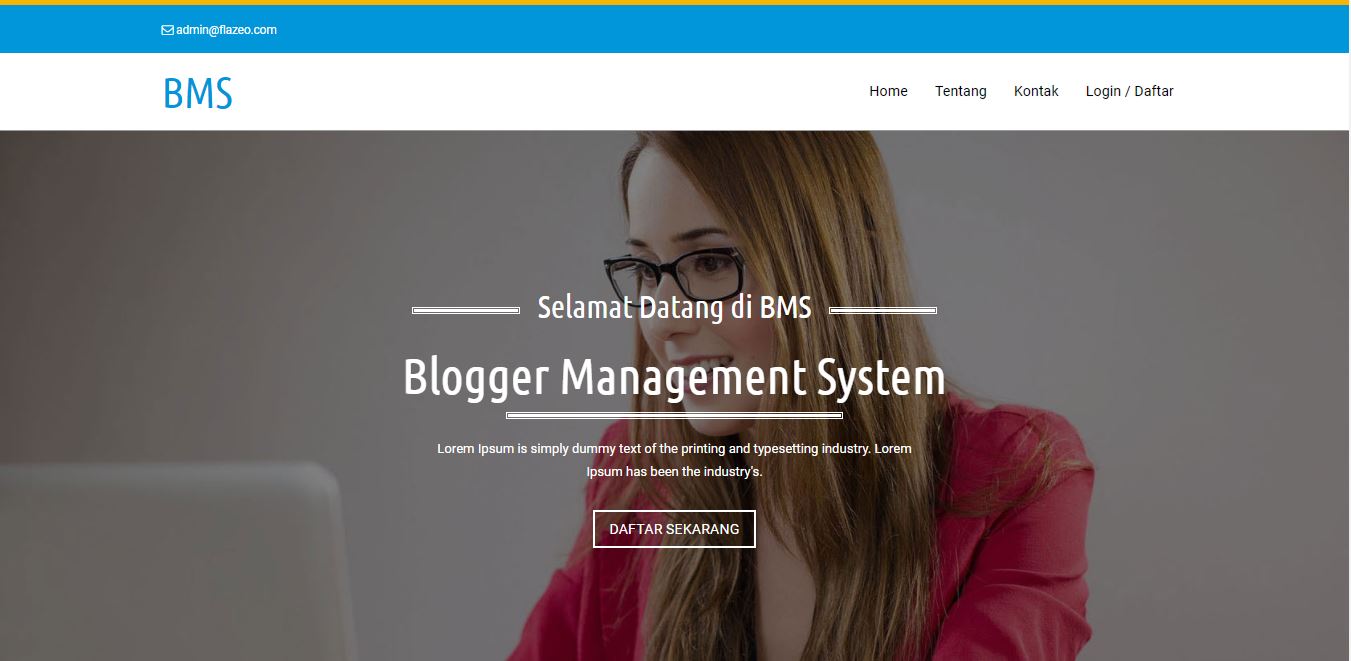 admin@flazeo.com
BMS
Home Tentang Kontak Login / Daftar
Selamat Datang di BMS
Blogger Management System
Lorem Ipsum is simply dummy text of the printing and typesetting industry. Lorem
Ipsum has been the industry's.
DAFTAR SEKARANG